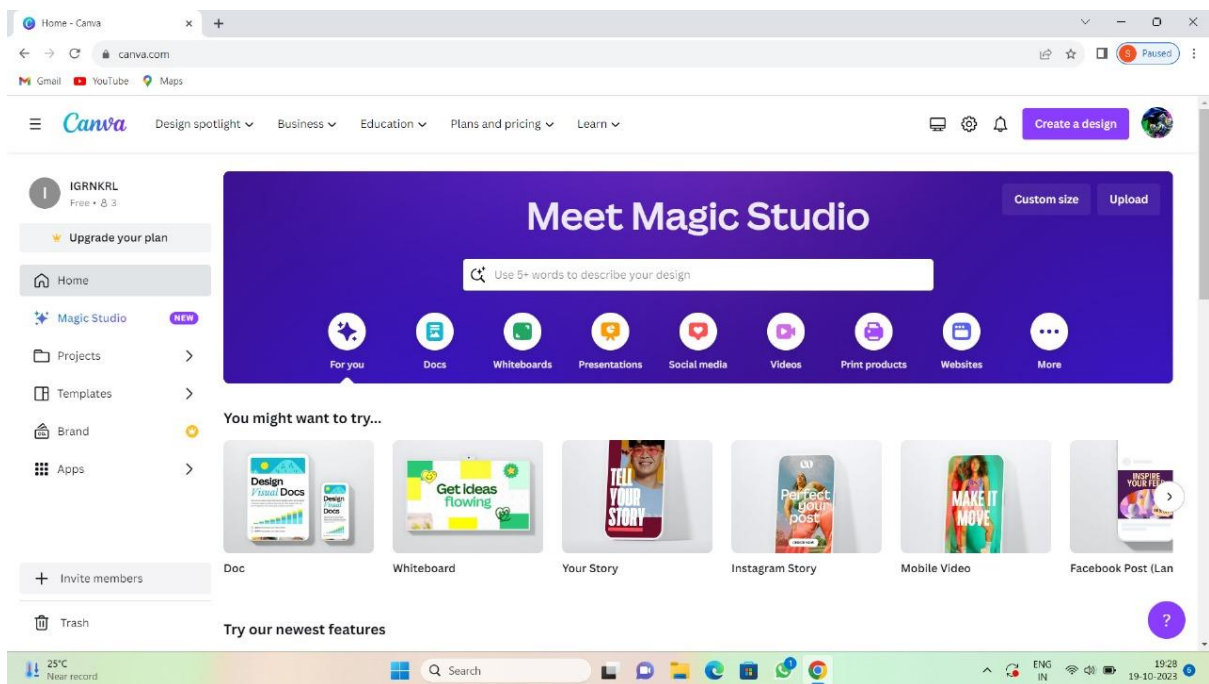 Home - Canva
canva.com
Paused
Gmail YouTube Maps
Canva Design spotlight Business Education Plans and pricing Learn Create a design
I
IGRNKRL
Free • 3
Upgrade your plan
Home
Magic Studio NEW
Projects
Templates
Brand
Apps
Invite members
Trash
Meet Magic Studio
Custom size Upload
Use 5+ words to describe your design
For you Docs Whiteboards Presentations Social media Videos Print products Websites More
You might want to try...
Design
Visual Docs
Design
Visual
Docs
Get ideas
flowing
TELL
YOUR
STORY
Perfect
your
post
MAKE IT
MOVE
INSPIRE
YOUR FEED
Doc Whiteboard Your Story Instagram Story Mobile Video Facebook Post (Lan
Try our newest features
?
25°C
Near record
Search
ENG
IN
19:28
19-10-2023
6